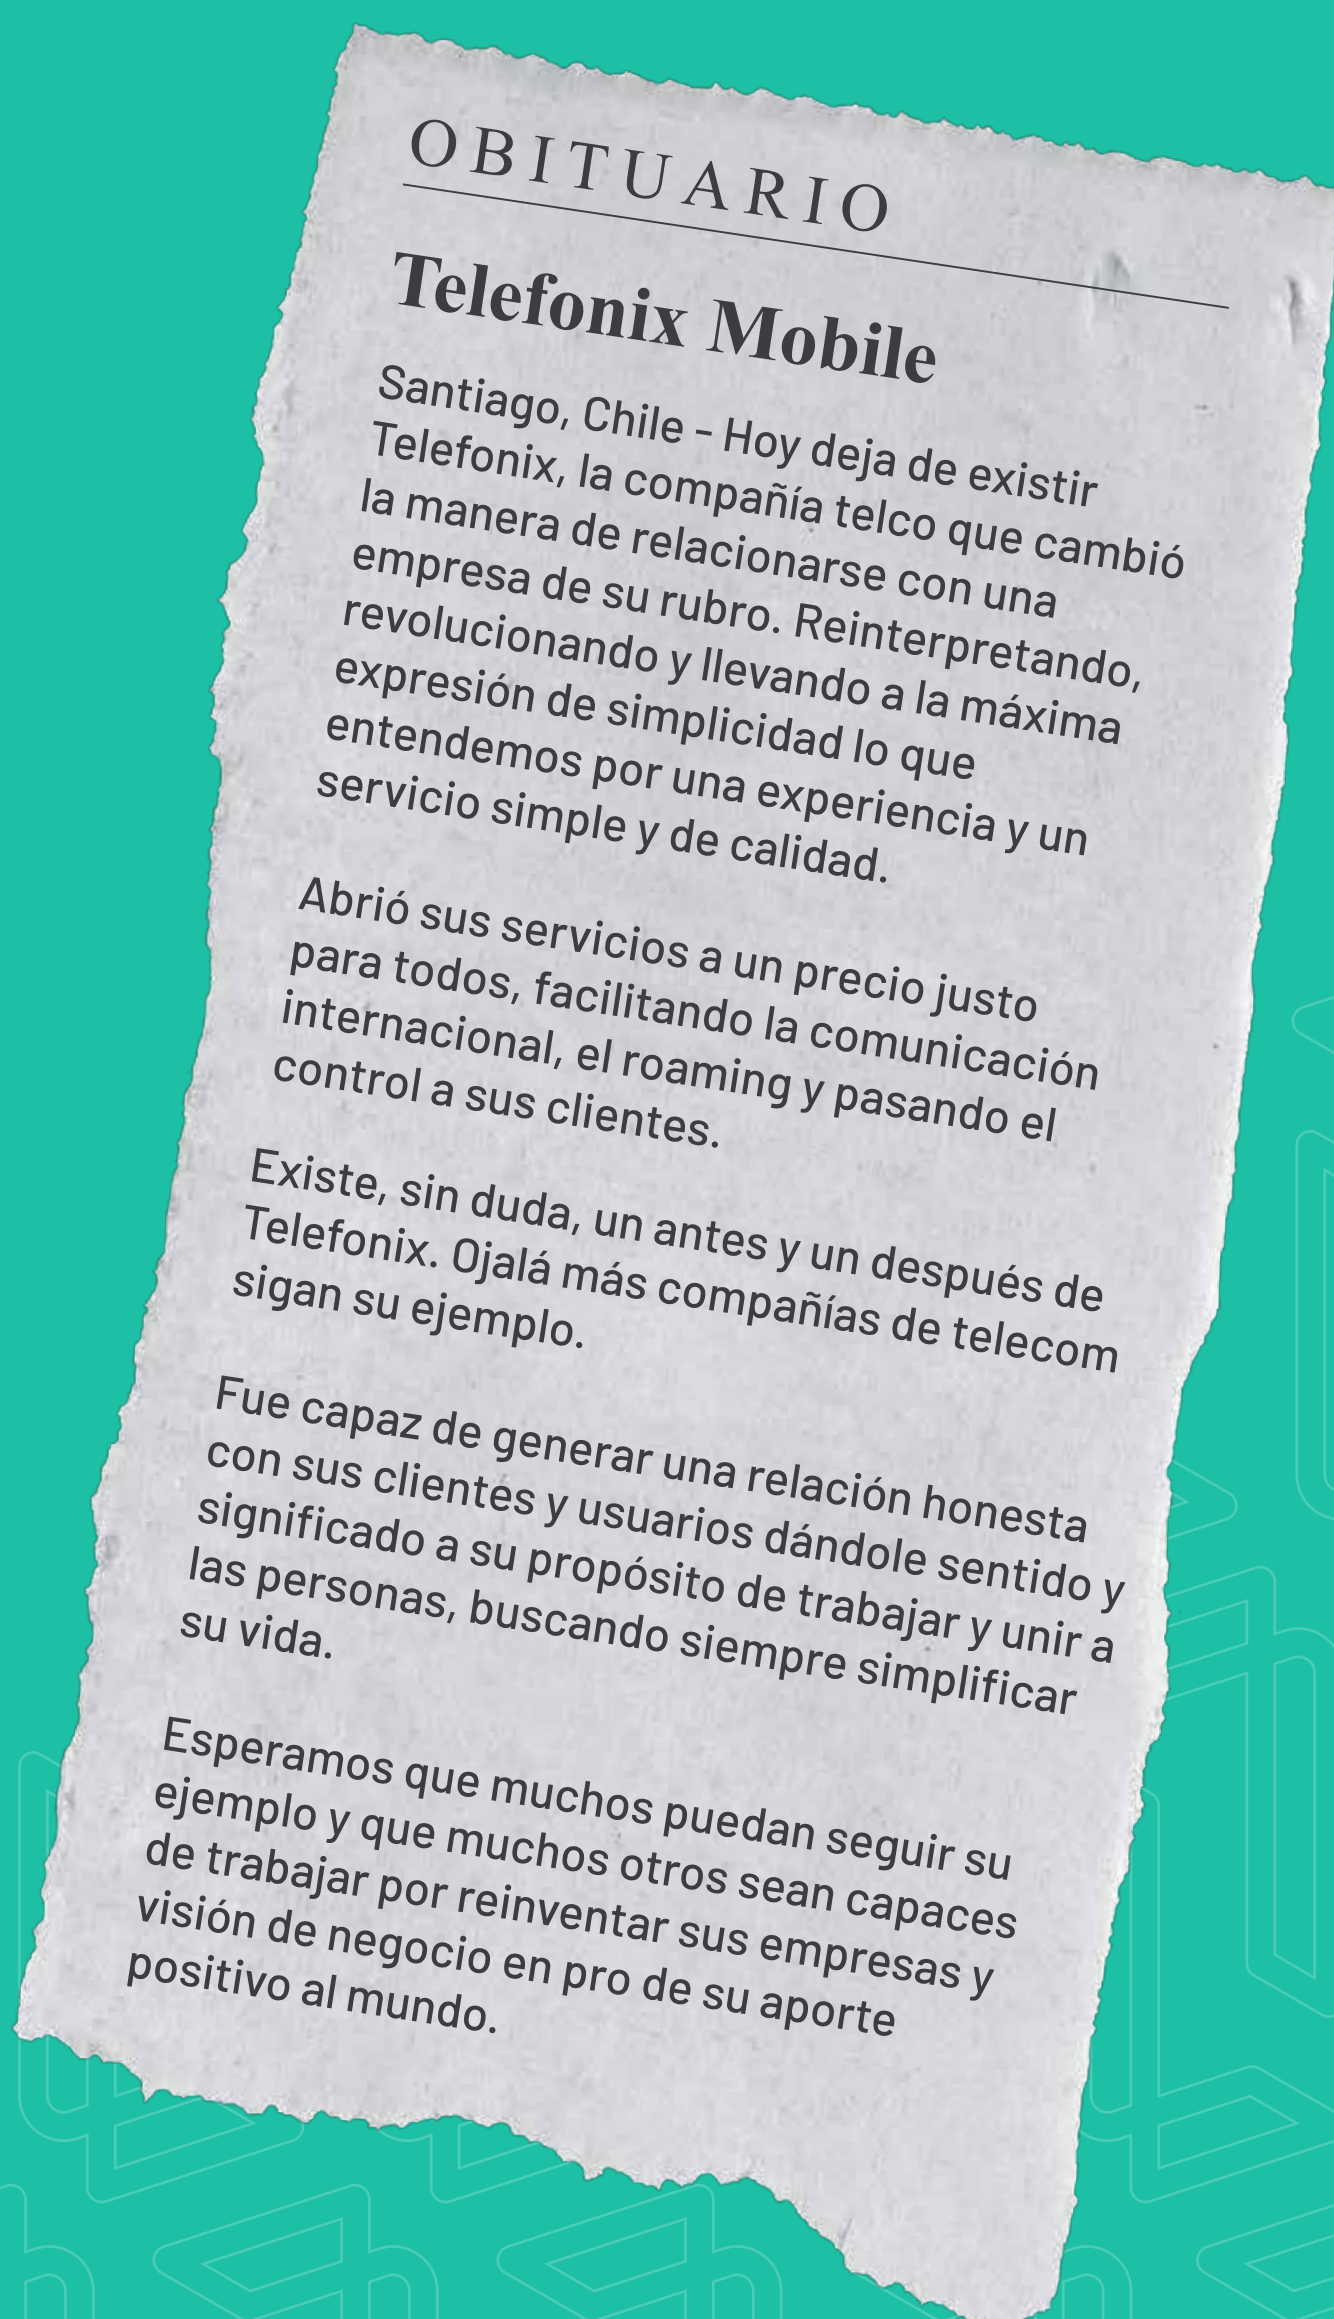 OBITUARIO
Telefonix Mobile
Santiago, Chile - Hoy deja de existir
Telefonix, la compañía telco que cambió
la manera de relacionarse con una
empresa de su rubro. Reinterpretando,
revolucionando y llevando a la máxima
expresión de simplicidad lo que
entendemos por una experiencia y un
servicio simple y de calidad.
Abrió sus servicios a un precio justo
para todos, facilitando la comunicación
internacional, el roaming y pasando el
control a sus clientes.
Existe, sin duda, un antes y un después de
Telefonix. Ojalá más compañías de telecom
sigan su ejemplo.
Fue capaz de generar una relación honesta
con sus clientes y usuarios dándole sentido y
significado a su propósito de trabajar y unir a
las personas, buscando siempre simplificar
su vida.
Esperamos que muchos puedan seguir su
ejemplo y que muchos otros sean capaces
de trabajar por reinventar sus empresas y
visión de negocio en pro de su aporte
positivo al mundo.